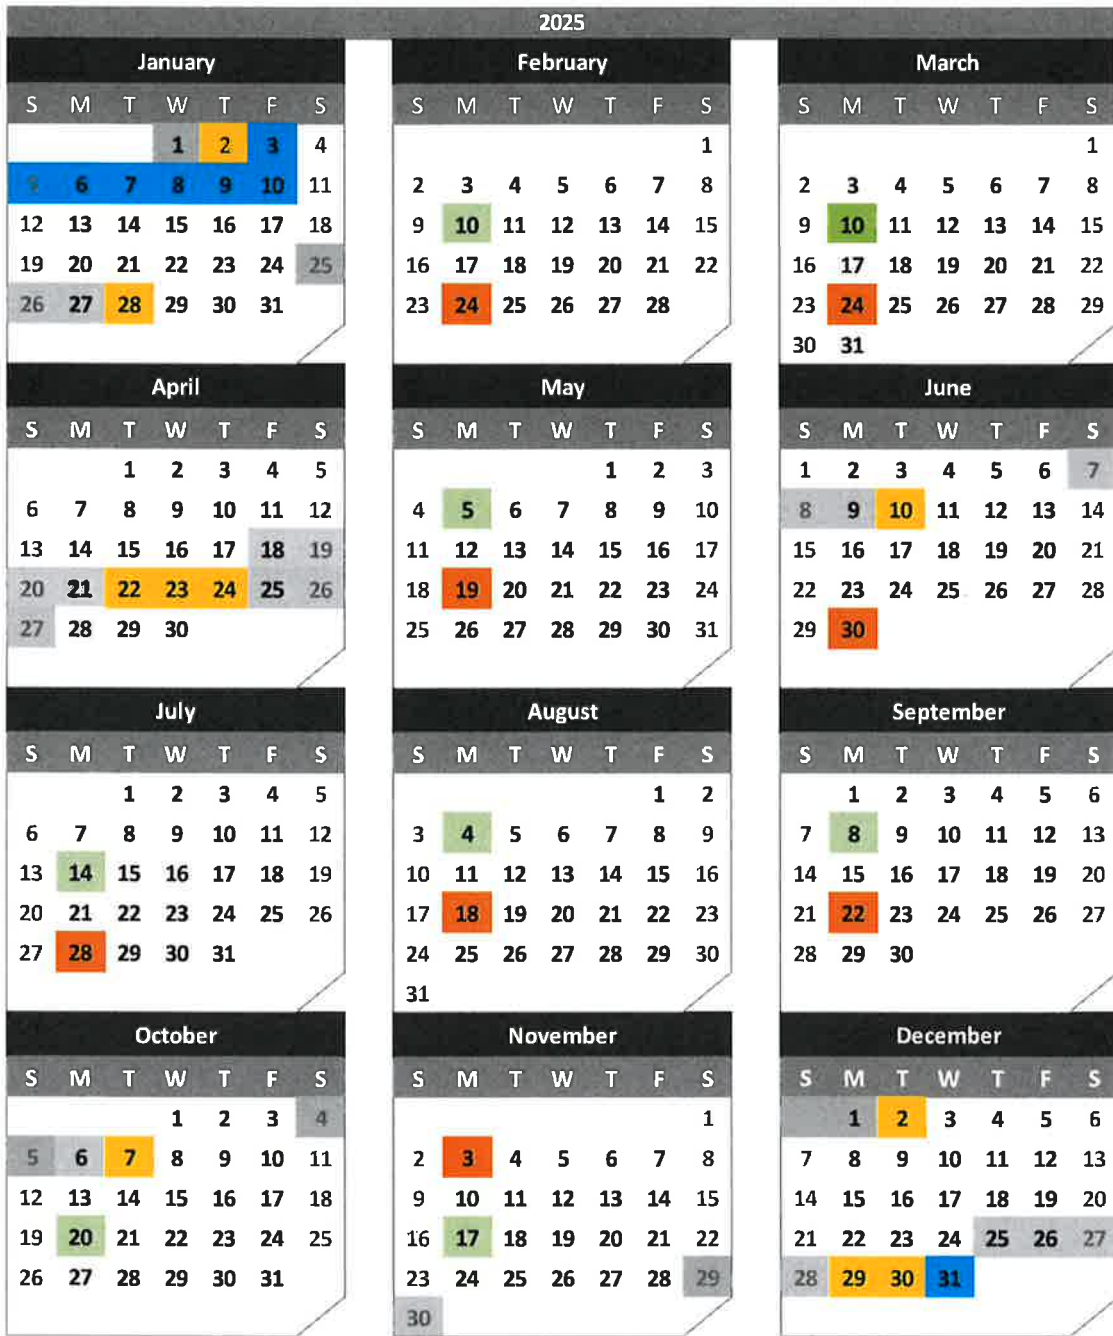 2025
January
S M T W T F S
1 2 3 4
5 6 7 8 9 10 11
12 13 14 15 16 17 18
19 20 21 22 23 24 25
26 27 28 29 30 31
February
S M T W T F S
1
2 3 4 5 6 7 8
9 10 11 12 13 14 15
16 17 18 19 20 21 22
23 24 25 26 27 28
March
S M T W T F S
1
2 3 4 5 6 7 8
9 10 11 12 13 14 15
16 17 18 19 20 21 22
23 24 25 26 27 28 29
30 31
April
S M T W T F S
1 2 3 4 5
6 7 8 9 10 11 12
13 14 15 16 17 18 19
20 21 22 23 24 25 26
27 28 29 30
May
S M T W T F S
1 2 3
4 5 6 7 8 9 10
11 12 13 14 15 16 17
18 19 20 21 22 23 24
25 26 27 28 29 30 31
June
S M T W T F S
1 2 3 4 5 6 7
8 9 10 11 12 13 14
15 16 17 18 19 20 21
22 23 24 25 26 27 28
29 30
July
S M T W T F S
1 2 3 4 5
6 7 8 9 10 11 12
13 14 15 16 17 18 19
20 21 22 23 24 25 26
27 28 29 30 31
August
S M T W T F S
1 2
3 4 5 6 7 8 9
10 11 12 13 14 15 16
17 18 19 20 21 22 23
24 25 26 27 28 29 30
31
September
S M T W T F S
1 2 3 4 5 6
7 8 9 10 11 12 13
14 15 16 17 18 19 20
21 22 23 24 25 26 27
28 29 30
October
S M T W T F S
1 2 3 4
5 6 7 8 9 10 11
12 13 14 15 16 17 18
19 20 21 22 23 24 25
26 27 28 29 30 31
November
S M T W T F S
1
2 3 4 5 6 7 8
9 10 11 12 13 14 15
16 17 18 19 20 21 22
23 24 25 26 27 28 29
30
December
S M T W T F S
1 2 3 4 5 6
7 8 9 10 11 12 13
14 15 16 17 18 19 20
21 22 23 24 25 26 27
28 29 30 31